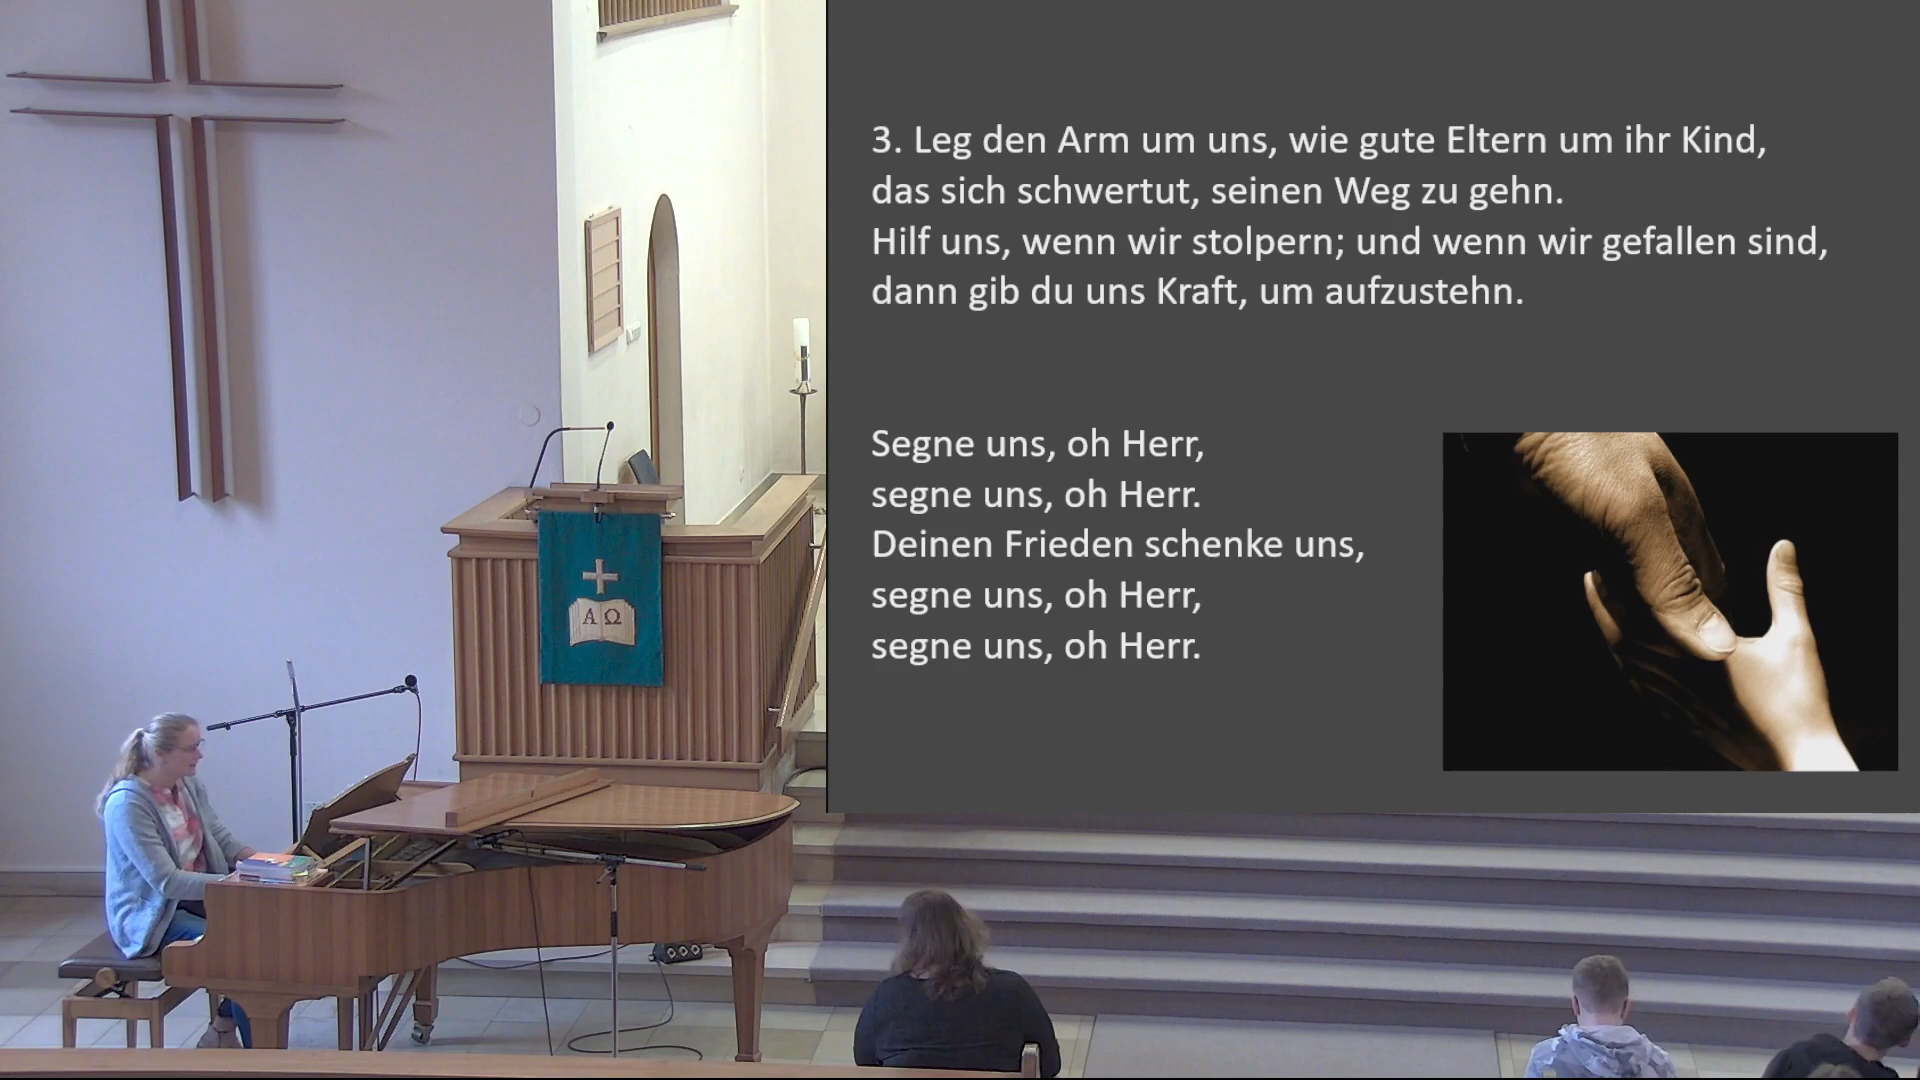 3. Leg den Arm um uns, wie gute Eltern um ihr Kind,
das sich schwertut, seinen Weg zu gehn.
Hilf uns, wenn wir stolpern; und wenn wir gefallen sind,
dann gib du uns Kraft, um aufzustehn.
Segne uns, oh Herr,
segne uns, oh Herr.
Deinen Frieden schenke uns,
segne uns, oh Herr,
segne uns, oh Herr.
Α Ω